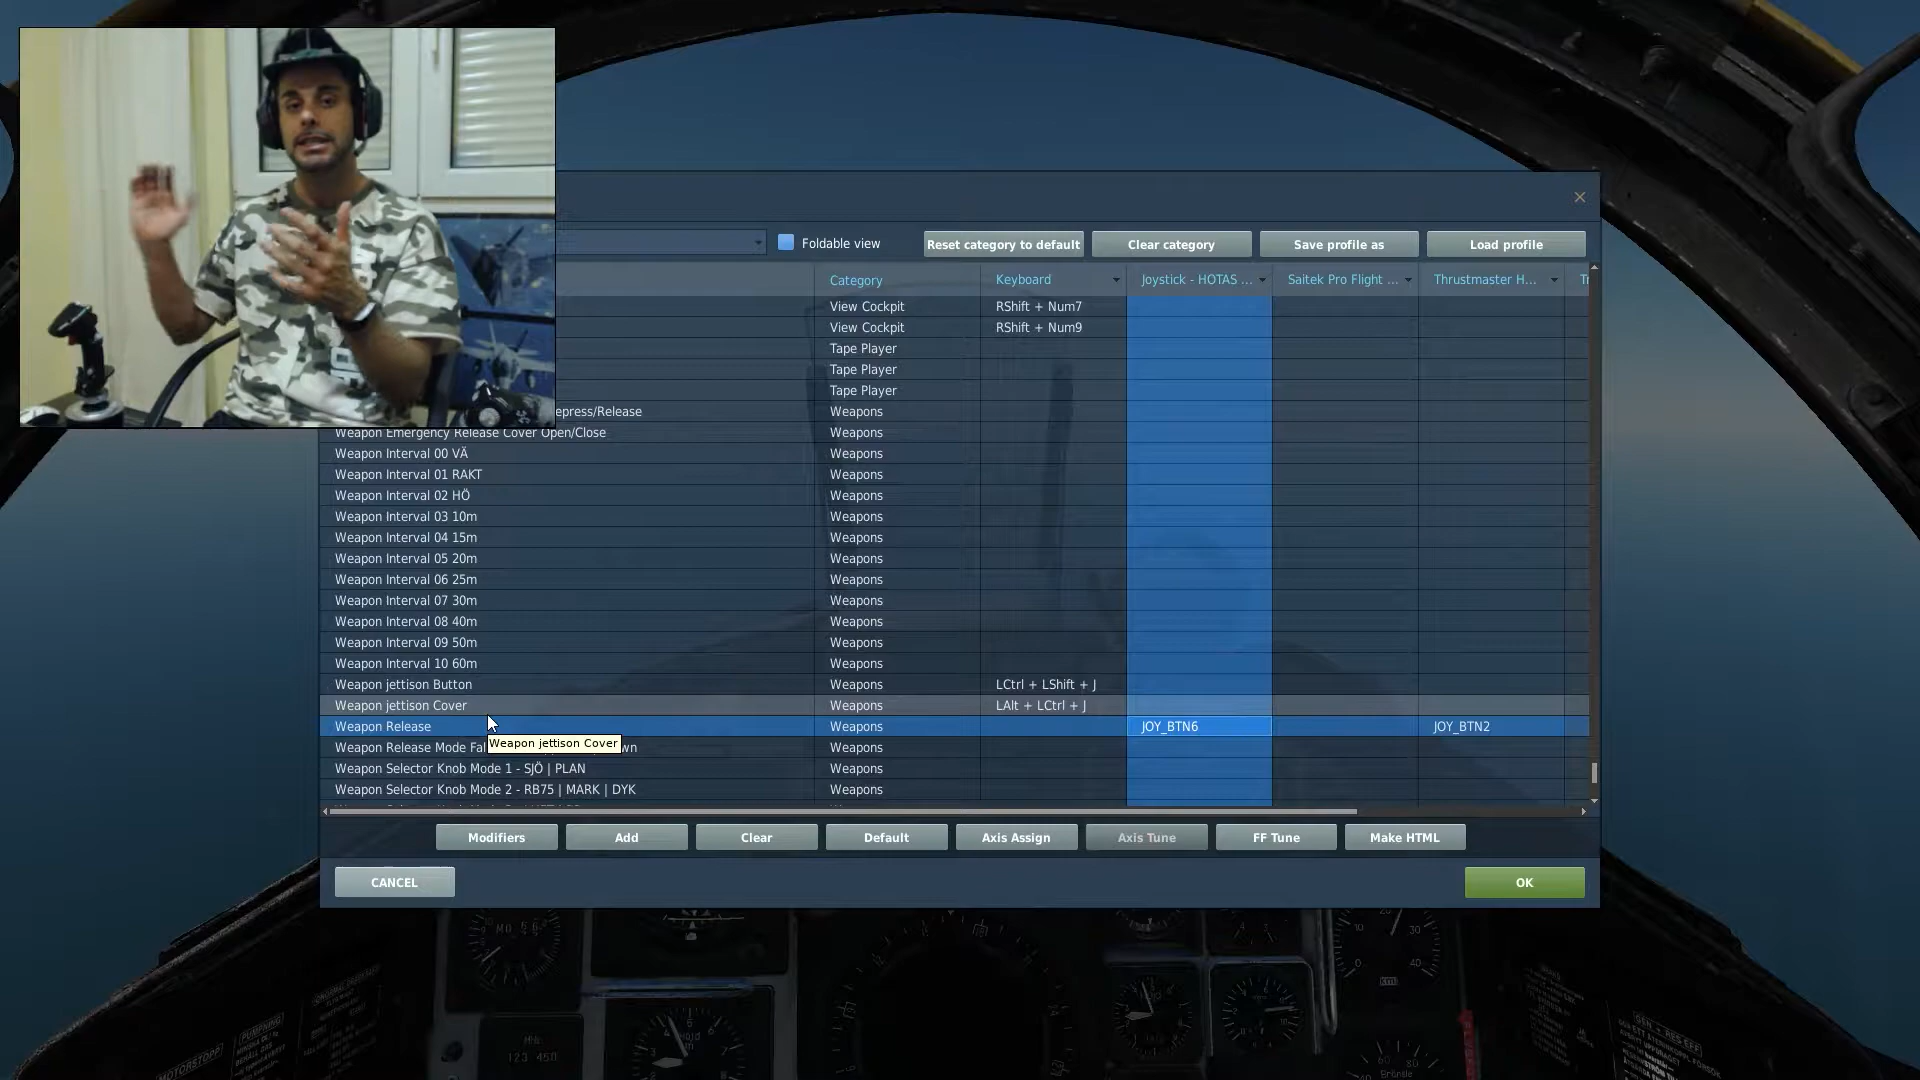 Foldable view
Reset category to default
Clear category
Save profile as
Load profile
Category
Keyboard
Joystick - HOTAS ...
Saitek Pro Flight ...
Thrustmaster H...
View Cockpit RShift + Num7
View Cockpit RShift + Num9
Tape Player
Tape Player
Tape Player
epress/Release Weapons
Weapon Emergency Release Cover Open/Close Weapons
Weapon Interval 00 VÄ Weapons
Weapon Interval 01 RAKT Weapons
Weapon Interval 02 HÖ Weapons
Weapon Interval 03 10m Weapons
Weapon Interval 04 15m Weapons
Weapon Interval 05 20m Weapons
Weapon Interval 06 25m Weapons
Weapon Interval 07 30m Weapons
Weapon Interval 08 40m Weapons
Weapon Interval 09 50m Weapons
Weapon Interval 10 60m Weapons
Weapon jettison Button Weapons LCtrl + LShift + J
Weapon jettison Cover Weapons LAlt + LCtrl + J
Weapon Release Weapons JOY_BTN6 JOY_BTN2
Weapon jettison Cover
Weapon Release Mode Fal wn Weapons
Weapon Selector Knob Mode 1 - SJÖ | PLAN Weapons
Weapon Selector Knob Mode 2 - RB75 | MARK | DYK Weapons
Modifiers
Add
Clear
Default
Axis Assign
Axis Tune
FF Tune
Make HTML
CANCEL
OK
MOTORSTOPP
123 450
30
40